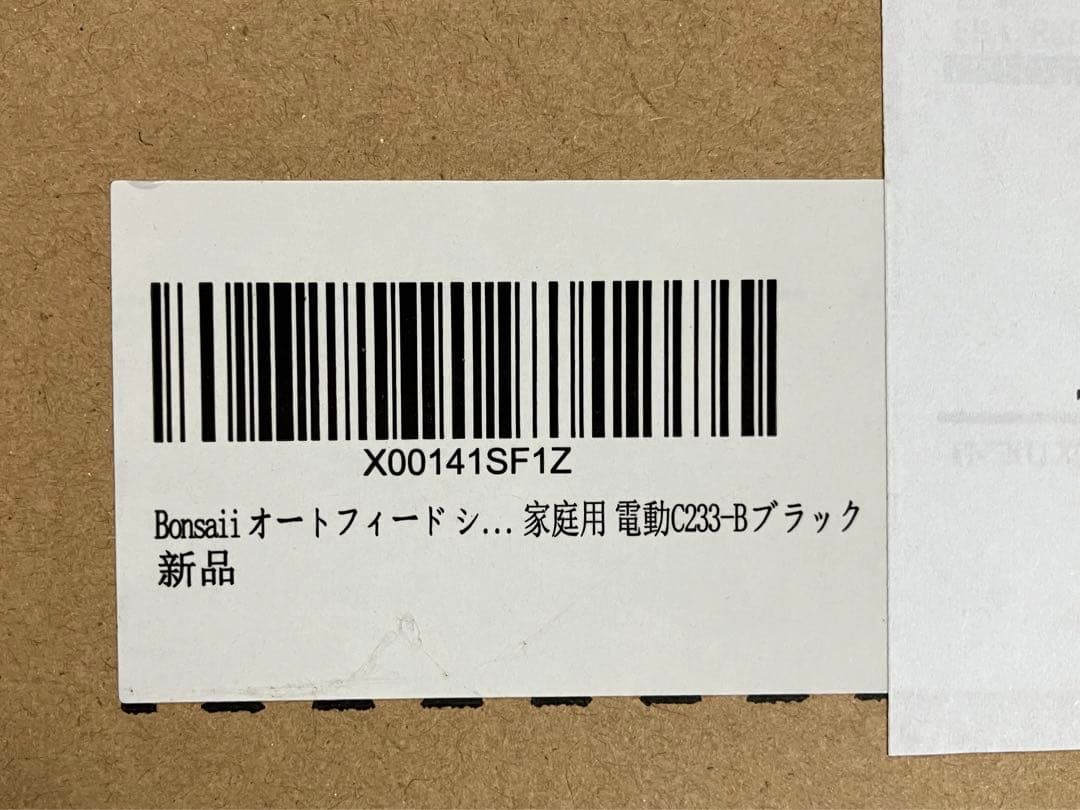 X00141SF1Z
Bonsaii オートフィード シ... 家庭用 電動C233-Bブラック
新品